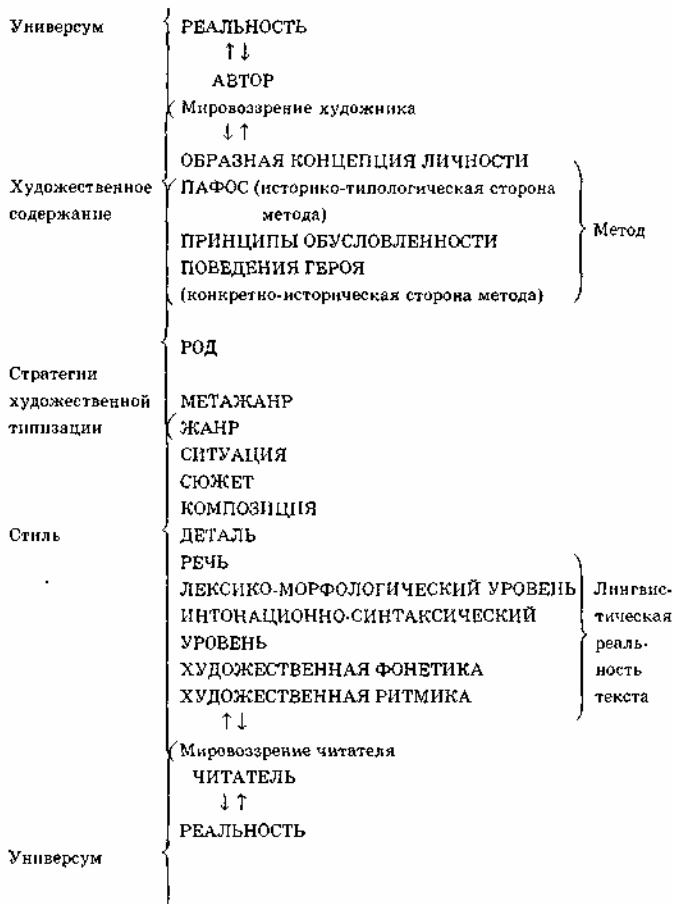 Универсум РЕАЛЬНОСТЬ
↑↓
АВТОР
Мировоззрение художника
↓↑
ОБРАЗНАЯ КОНЦЕПЦИЯ ЛИЧНОСТИ
Художественное ПАФОС (историко-типологическая сторона
содержание метода)
Метод
ПРИНЦИПЫ ОБУСЛОВЛЕННОСТИ
ПОВЕДЕНИЯ ГЕРОЯ
(конкретно-историческая сторона метода)
РОД
Стратегии
художественной МЕТАЖАНР
типизации ЖАНР
СИТУАЦИЯ
СЮЖЕТ
КОМПОЗИЦИЯ
Стиль ДЕТАЛЬ
РЕЧЬ
ЛЕКСИКО-МОРФОЛОГИЧЕСКИЙ УРОВЕНЬ Лингвис-
ИНТОНАЦИОННО-СИНТАКСИЧЕСКИЙ тическая
УРОВЕНЬ реаль-
ХУДОЖЕСТВЕННАЯ ФОНЕТИКА ность
ХУДОЖЕСТВЕННАЯ РИТМИКА текста
↑↓
Мировоззрение читателя
ЧИТАТЕЛЬ
↓↑
РЕАЛЬНОСТЬ
Универсум